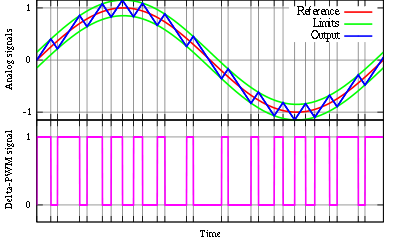 Analog signals
1
0
-1
Reference
Limits
Output
Delta-PWM signal
1
0
Time